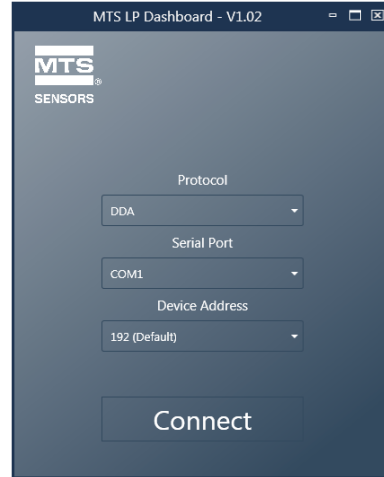 MTS LP Dashboard - V1.02
MTS®
SENSORS
Protocol
DDA
Serial Port
COM1
Device Address
192 (Default)
Connect